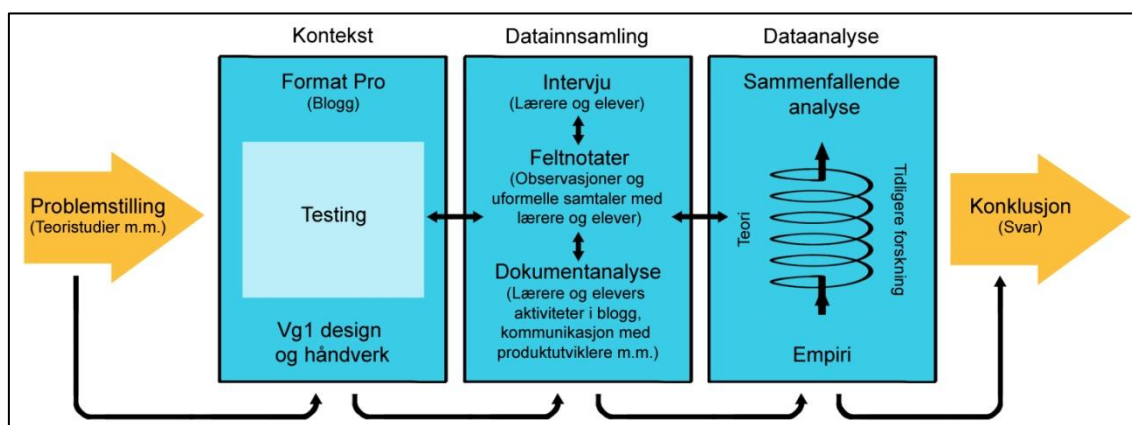 Problemstilling
(Teoristudier m.m.)
Kontekst
Format Pro
(Blogg)
Testing
Vg1 design
og håndverk
Datainnsamling
Intervju
(Lærere og elever)
Feltnotater
(Observasjoner og
uformelle samtaler med
lærere og elever)
Dokumentanalyse
(Lærere og elevers
aktiviteter i blogg,
kommunikasjon med
produktutviklere m.m.)
Dataanalyse
Sammenfallende
analyse
Teori
Tidligere forskning
Empiri
Konklusjon
(Svar)